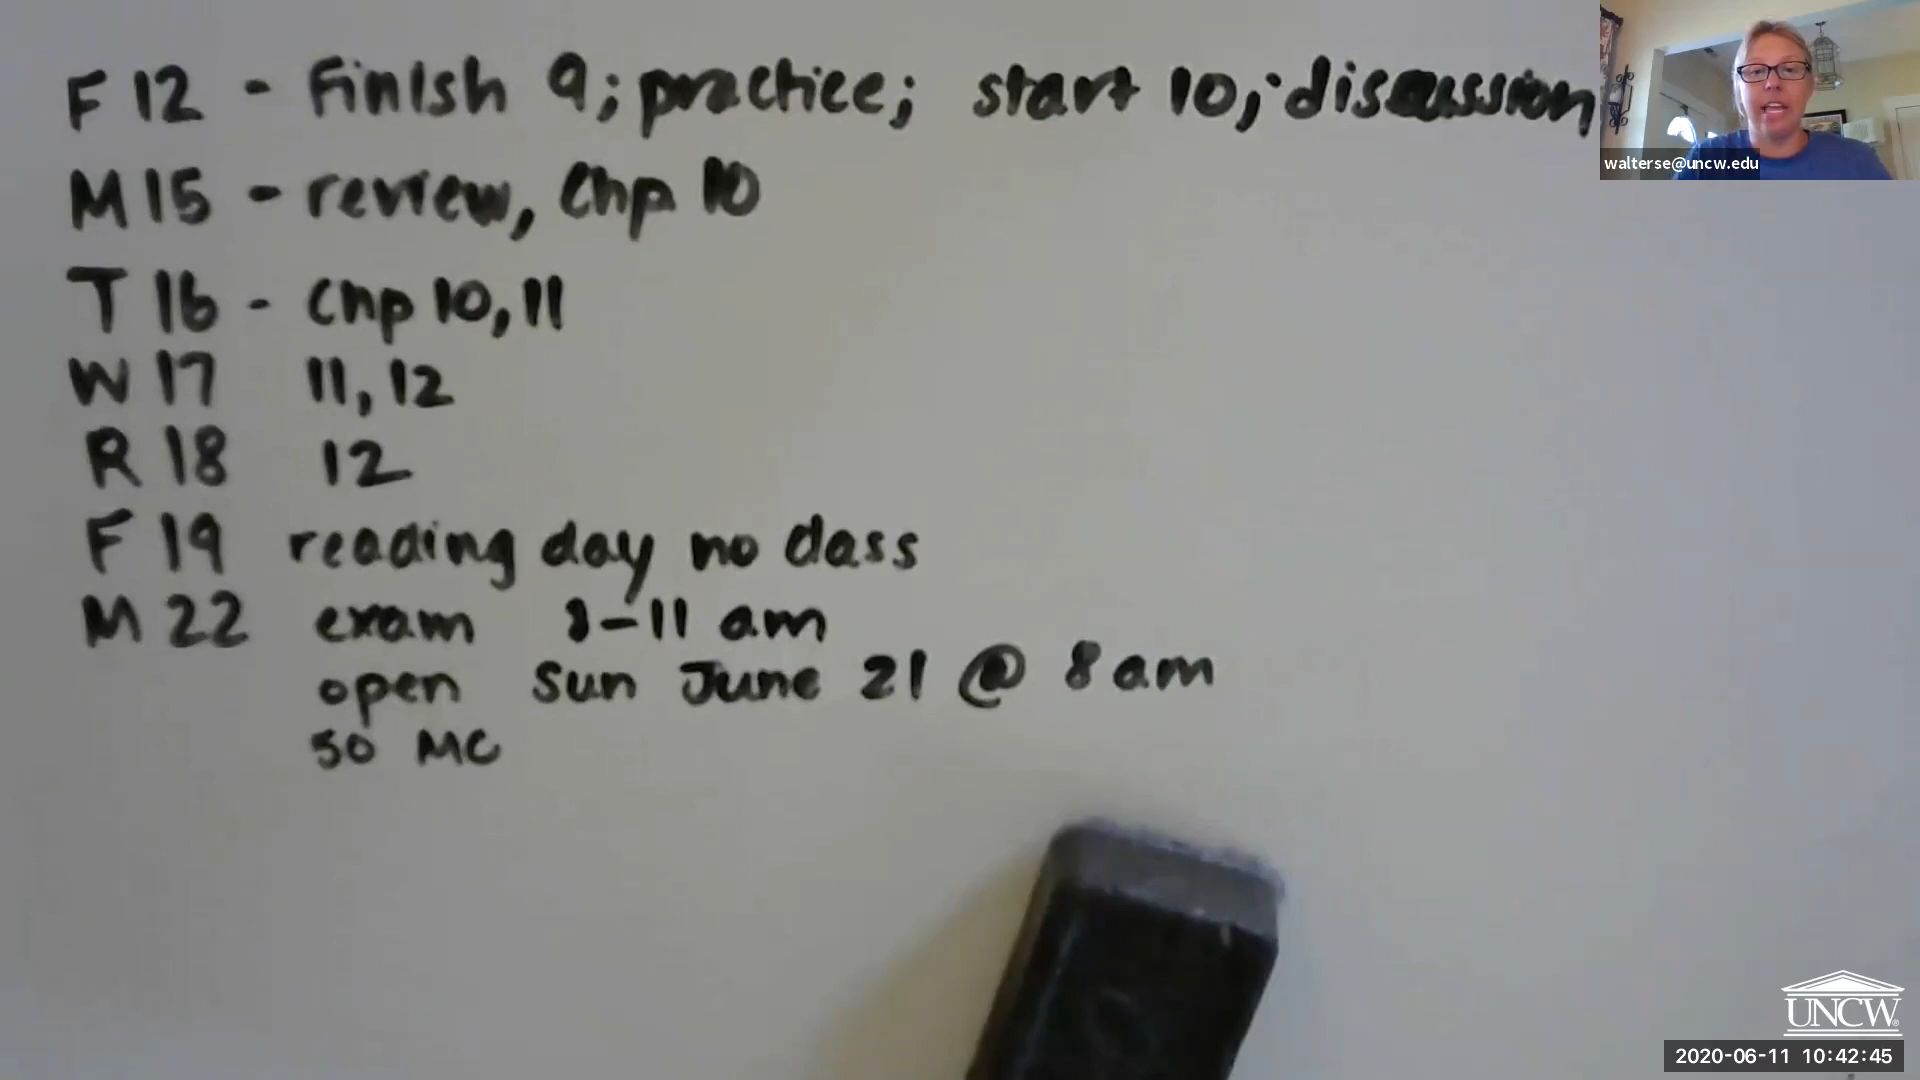 F 12 - Finish 9; practice; start 10; discussion
M 15 - review, Chp 10
T 16 - Chp 10, 11
W 17 11, 12
R 18 12
F 19 reading day no class
M 22 exam 8-11 am
open Sun June 21 @ 8 am
50 MC
walterse@uncw.edu
UNCW
2020-06-11 10:42:45